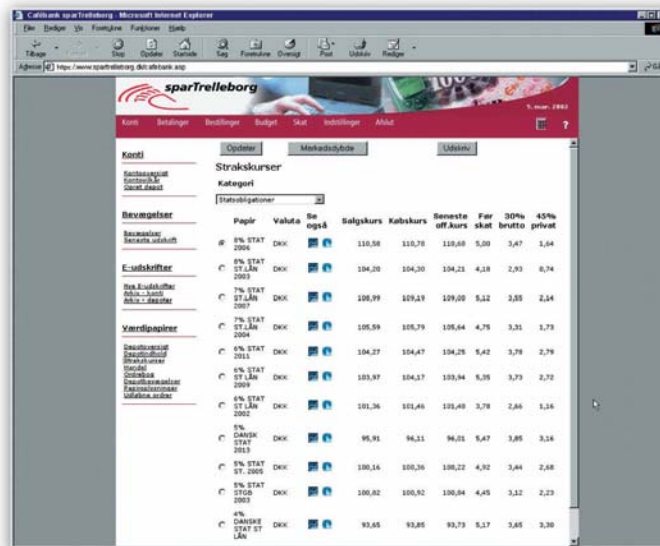 Cafébank sparTrelleborg - Microsoft Internet Explorer
Filer Rediger Vis Foretrukne Funktioner Hjælp
Tilbage Stop Opdater Startside Søg Foretrukne Oversigt Post Udskriv Rediger
Adresse https://www.spartrelleborg.dk/cafebank.asp
sparTrelleborg
5. mar. 2002
Konti Betalinger Bestillinger Budget Skat Indstillinger Afslut ?
Konti
Kontooversigt
Kontovilkår
Opret depot
Bevægelser
Bevægelser
Seneste udskrift
E-udskrifter
Nye E-udskrifter
Arkiv - konti
Arkiv - depoter
Værdipapirer
Depotoversigt
Depotindhold
Strakskurser
Handel
Ordrebog
Depotbevægelser
Papiroplysninger
Udløbne ordrer
Opdater Markedsdybde Udskriv
Strakskurser
Kategori
Statsobligationer
Papir Valuta Se også Salgskurs Købskurs Seneste off.kurs Før skat 30% brutto 45% privat
8% STAT 2006 DKK 110,58 110,78 110,68 5,00 3,47 1,64
8% STAT ST.LÅN 2003 DKK 104,20 104,30 104,21 4,18 2,93 0,74
7% STAT ST.LÅN 2007 DKK 108,99 109,19 109,08 5,12 3,55 2,14
7% STAT ST.LÅN 2004 DKK 105,59 105,79 105,64 4,75 3,31 1,73
6% STAT 2011 DKK 104,27 104,47 104,25 5,42 3,78 2,79
6% STAT ST LÅN 2009 DKK 103,97 104,17 103,94 5,35 3,73 2,72
6% STAT ST LÅN 2002 DKK 101,36 101,46 101,40 3,78 2,66 1,16
5% DANSK STAT 2013 DKK 95,91 96,11 96,01 5,47 3,85 3,16
5% STAT ST. 2005 DKK 100,16 100,36 100,22 4,92 3,44 2,68
5% STAT STGB 2003 DKK 100,82 100,92 100,84 4,45 3,12 2,23
4% DANSKE STAT ST LÅN DKK 93,65 93,85 93,73 5,17 3,65 3,30